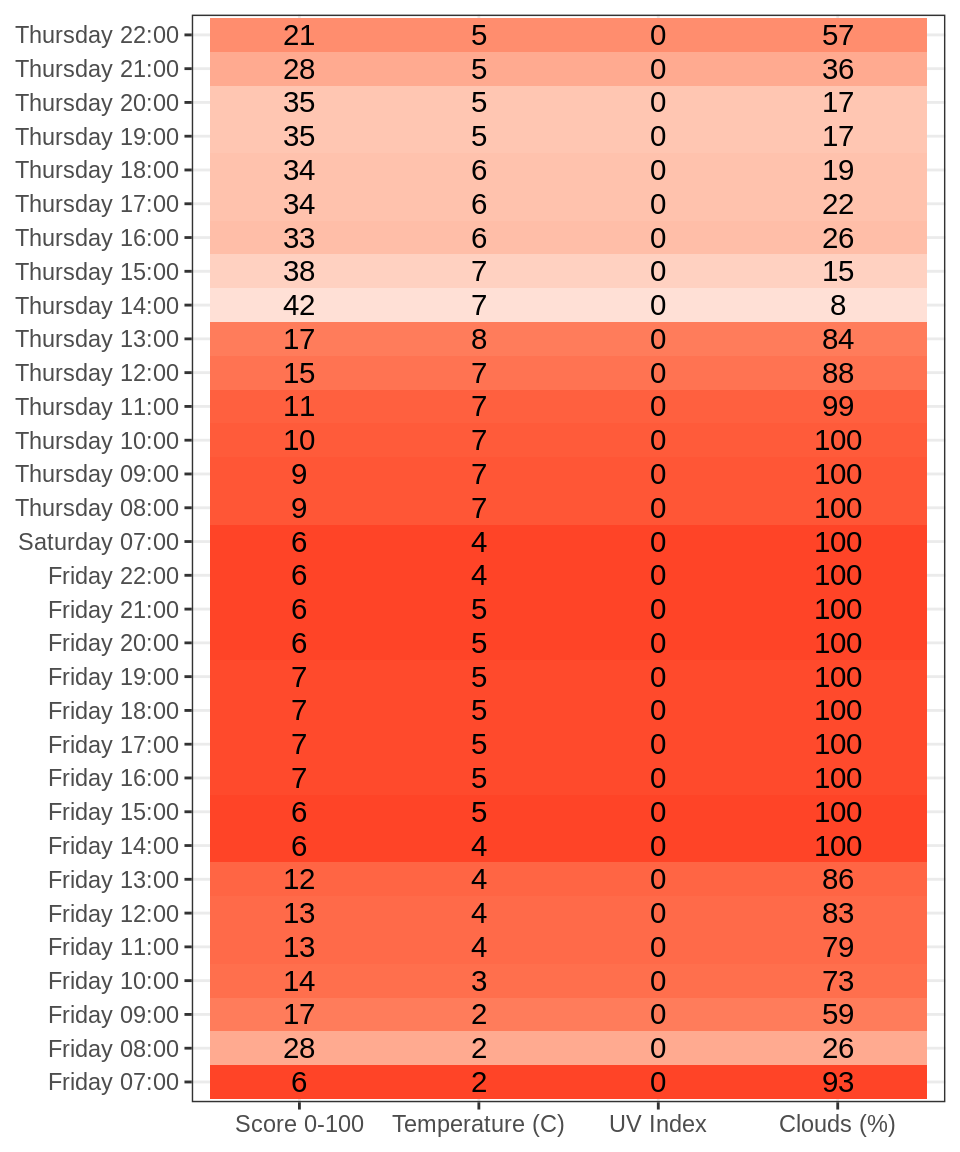 Thursday 22:00 21 5 0 57
Thursday 21:00 28 5 0 36
Thursday 20:00 35 5 0 17
Thursday 19:00 35 5 0 17
Thursday 18:00 34 6 0 19
Thursday 17:00 34 6 0 22
Thursday 16:00 33 6 0 26
Thursday 15:00 38 7 0 15
Thursday 14:00 42 7 0 8
Thursday 13:00 17 8 0 84
Thursday 12:00 15 7 0 88
Thursday 11:00 11 7 0 99
Thursday 10:00 10 7 0 100
Thursday 09:00 9 7 0 100
Thursday 08:00 9 7 0 100
Saturday 07:00 6 4 0 100
Friday 22:00 6 4 0 100
Friday 21:00 6 5 0 100
Friday 20:00 6 5 0 100
Friday 19:00 7 5 0 100
Friday 18:00 7 5 0 100
Friday 17:00 7 5 0 100
Friday 16:00 7 5 0 100
Friday 15:00 6 5 0 100
Friday 14:00 6 4 0 100
Friday 13:00 12 4 0 86
Friday 12:00 13 4 0 83
Friday 11:00 13 4 0 79
Friday 10:00 14 3 0 73
Friday 09:00 17 2 0 59
Friday 08:00 28 2 0 26
Friday 07:00 6 2 0 93
Score 0-100 Temperature (C) UV Index Clouds (%)